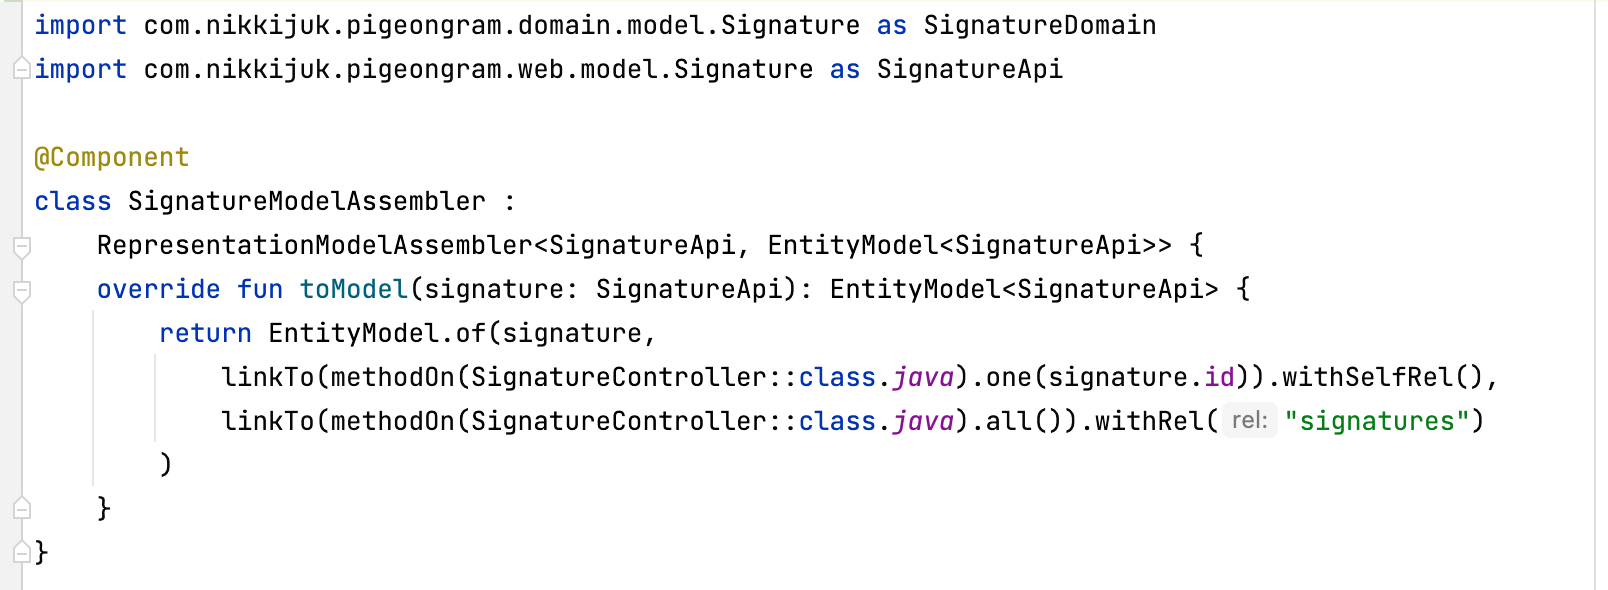 import com.nikkijuk.pigeongram.domain.model.Signature as SignatureDomain
import com.nikkijuk.pigeongram.web.model.Signature as SignatureApi
@Component
class SignatureModelAssembler :
RepresentationModelAssembler<SignatureApi, EntityModel<SignatureApi>> {
override fun toModel(signature: SignatureApi): EntityModel<SignatureApi> {
return EntityModel.of(signature,
linkTo(methodOn(SignatureController::class.java).one(signature.id)).withSelfRel(),
linkTo(methodOn(SignatureController::class.java).all()).withRel( rel: "signatures")
)
}
}